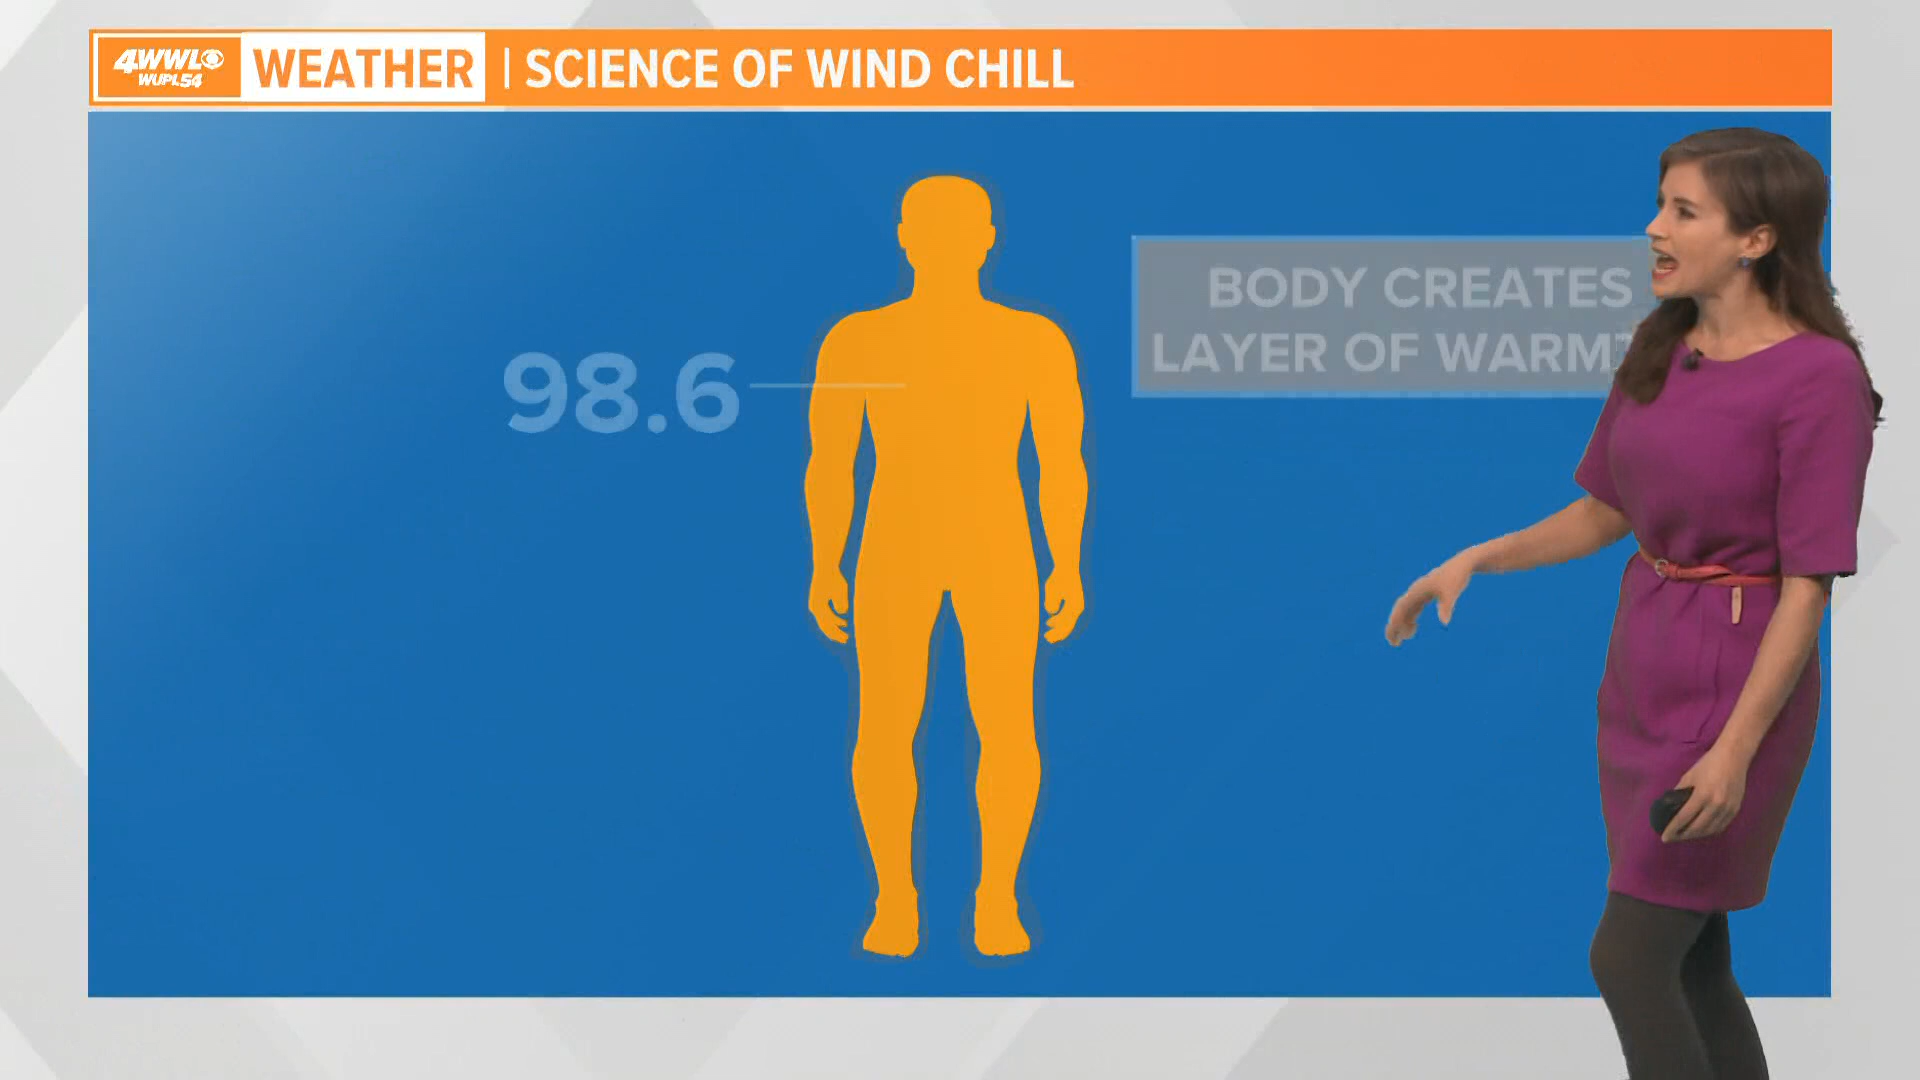 4WWL
WUPL54
WEATHER | SCIENCE OF WIND CHILL
98.6
BODY CREATES
LAYER OF